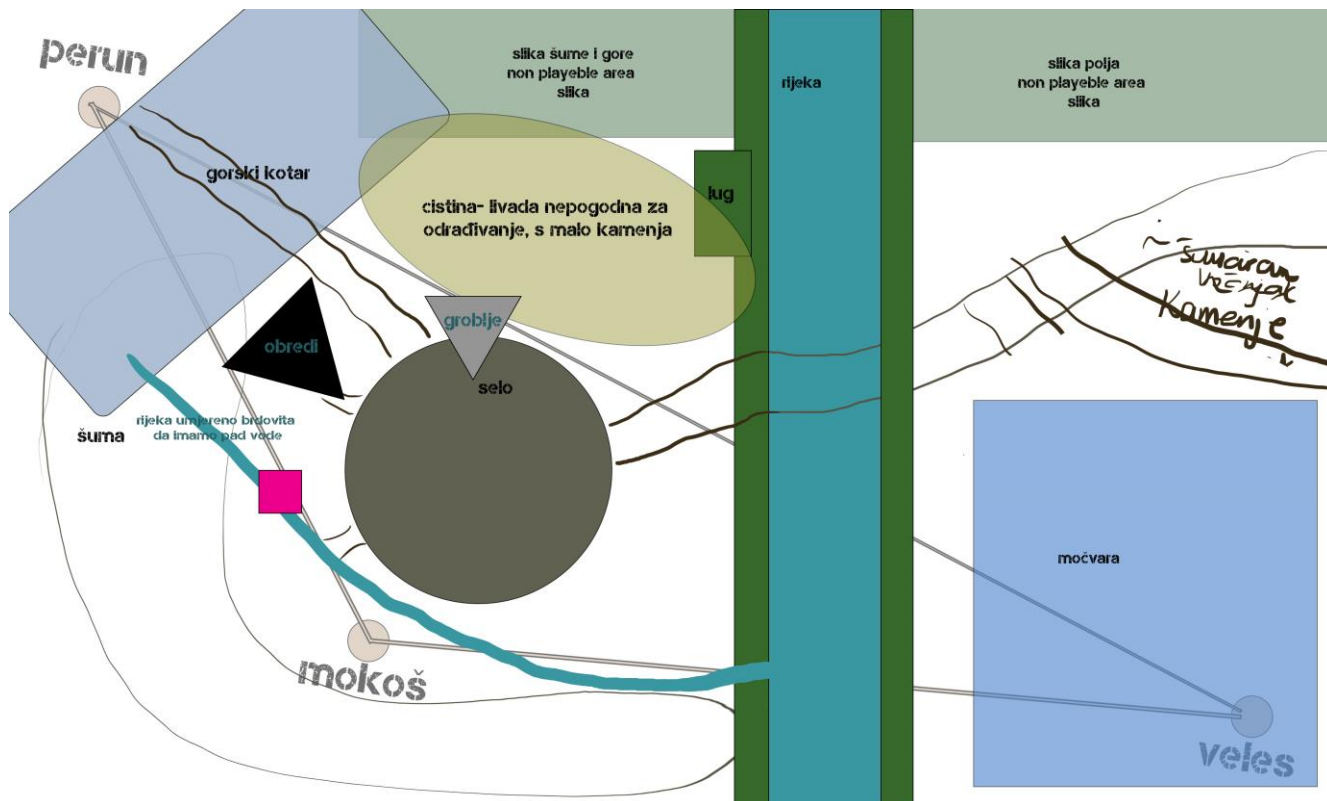 perun
slika šume i gore
non playeble area
slika
rijeka
slika polja
non playeble area
slika
gorski kotar
lug
cistina- livada nepogodna za
odrađivanje, s malo kamenja
groblje
obredi
selo
Kamenje
šuma
rijeka umjereno brdovita
da imamo pad vode
močvara
mokoš
veles